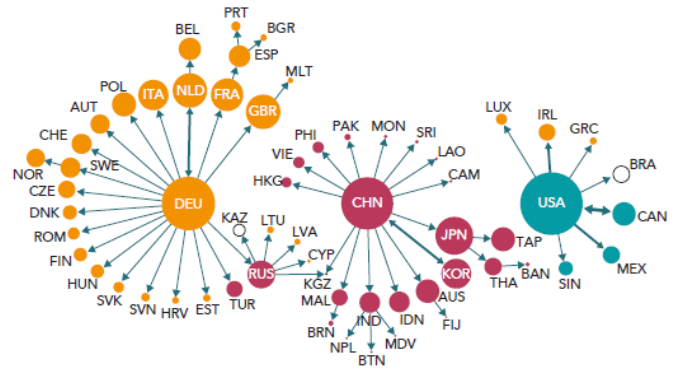 PRT
BGR
BEL
ESP
MLT
POL
ITA
NLD
FRA
GBR
AUT
CHE
NOR
SWE
CZE
DEU
DNK
ROM
FIN
HUN
SVK
SVN
HRV
EST
TUR
KAZ
LTU
LVA
CYP
RUS
KGZ
PAK
MON
SRI
PHI
VIE
LAO
HKG
CAM
CHN
JPN
TAP
KOR
THA
BAN
MAL
AUS
BRN
IND
IDN
FIJ
NPL
MDV
BTN
LUX
IRL
GRC
BRA
USA
CAN
MEX
SIN